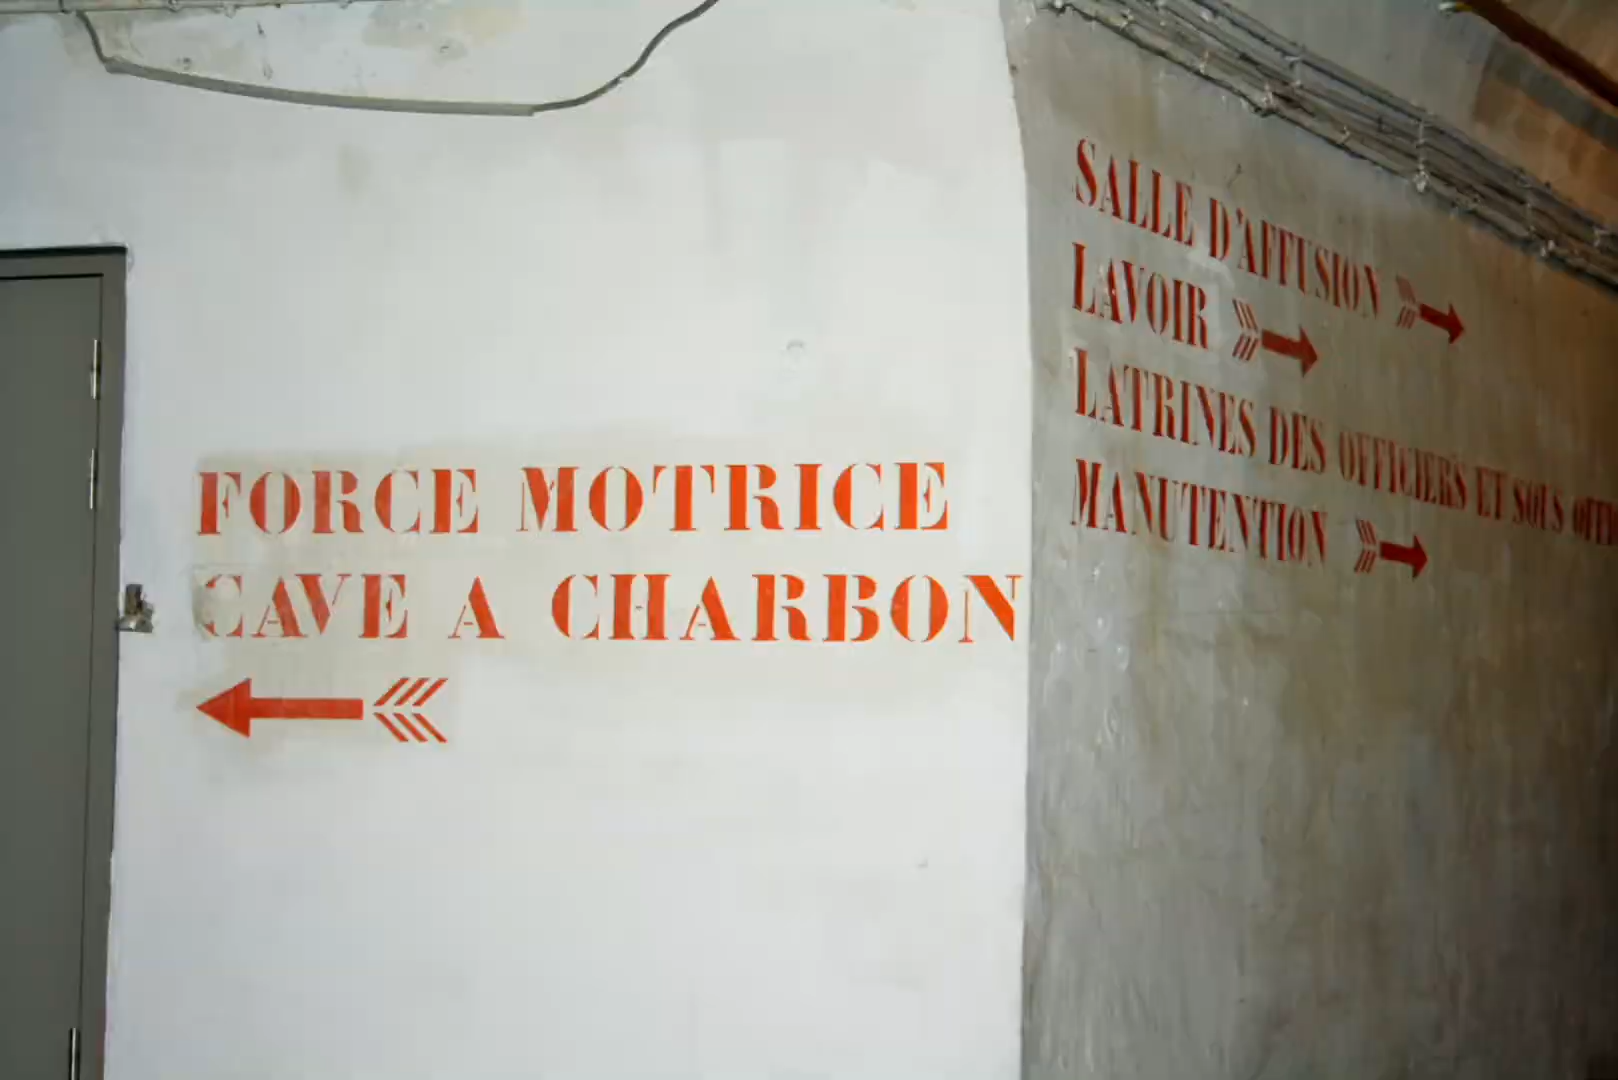 FORCE MOTRICE
CAVE A CHARBON
SALLE D'AFFUSION
LAVOIR
LATRINES DES OFFICIERS ET SOUS
MANUTENTION